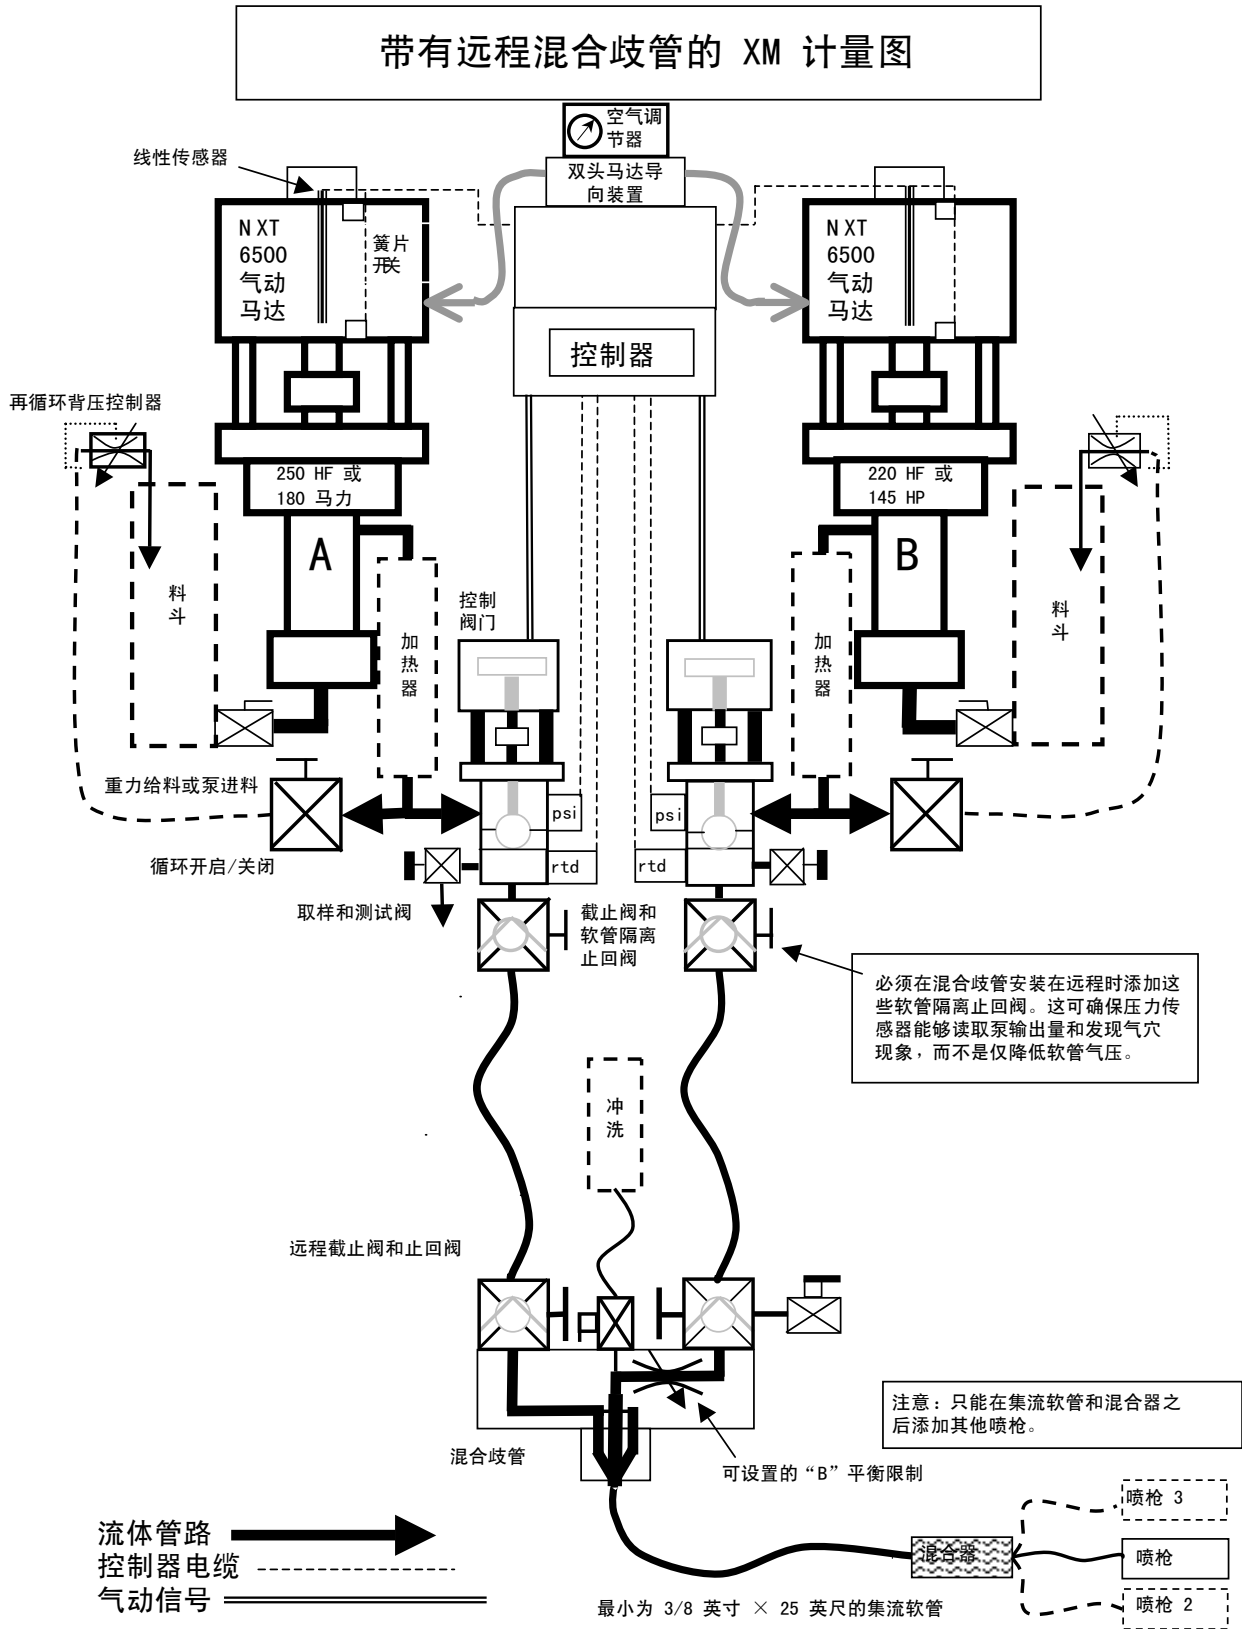 带有远程混合歧管的 XM 计量图
空气调
节器
线性传感器
双头马达导
向装置
NXT
6500
气动
马达
簧片
开关
NXT
6500
气动
马达
控制器
再循环背压控制器
250 HF 或
180 马力
220 HF 或
145 HP
A
B
料
斗
料
斗
控制
阀门
加
热
器
加
热
器
重力给料或泵进料
psi
psi
循环开启/关闭
rtd
rtd
取样和测试阀
截止阀和
软管隔离
止回阀
必须在混合歧管安装在远程时添加这
些软管隔离止回阀。这可确保压力传
感器能够读取泵输出量和发现气穴
现象，而不是仅降低软管气压。
冲
洗
远程截止阀和止回阀
注意：只能在集流软管和混合器之
后添加其他喷枪。
混合歧管
可设置的“B”平衡限制
喷枪 3
流体管路
控制器电缆
气动信号
混合器
喷枪
喷枪 2
最小为 3/8 英寸 × 25 英尺的集流软管